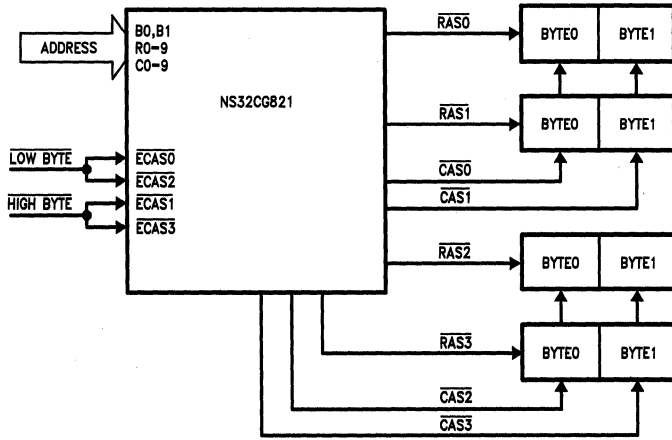 ADDRESS
B0,B1
R0-9
C0-9
NS32CG821
LOW BYTE
HIGH BYTE
ECAS0
ECAS2
ECAS1
ECAS3
RAS0
BYTE0 BYTE1
RAS1
BYTE0 BYTE1
CAS0
CAS1
RAS2
BYTE0 BYTE1
RAS3
BYTE0 BYTE1
CAS2
CAS3